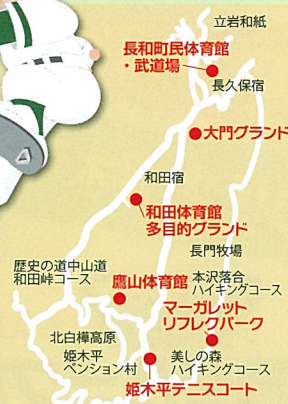 立岩和紙
長和町民体育館
・武道場
長久保宿
大門グランド
和田宿
和田体育館
多目的グランド
長門牧場
歴史の道中山道
和田峠コース
鷹山体育館
本沢落合
ハイキングコース
マーガレット
リフレクパーク
北白樺高原
姫木平
ペンション村
美しの森
ハイキングコース
姫木平テニスコート